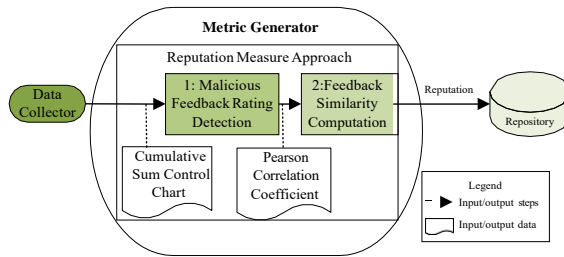 Metric Generator
Reputation Measure Approach
Data
Collector
1: Malicious
Feedback Rating
Detection
2:Feedback
Similarity
Computation
Reputation
Repository
Cumulative
Sum Control
Chart
Pearson
Correlation
Coefficient
Legend
Input/output steps
Input/output data